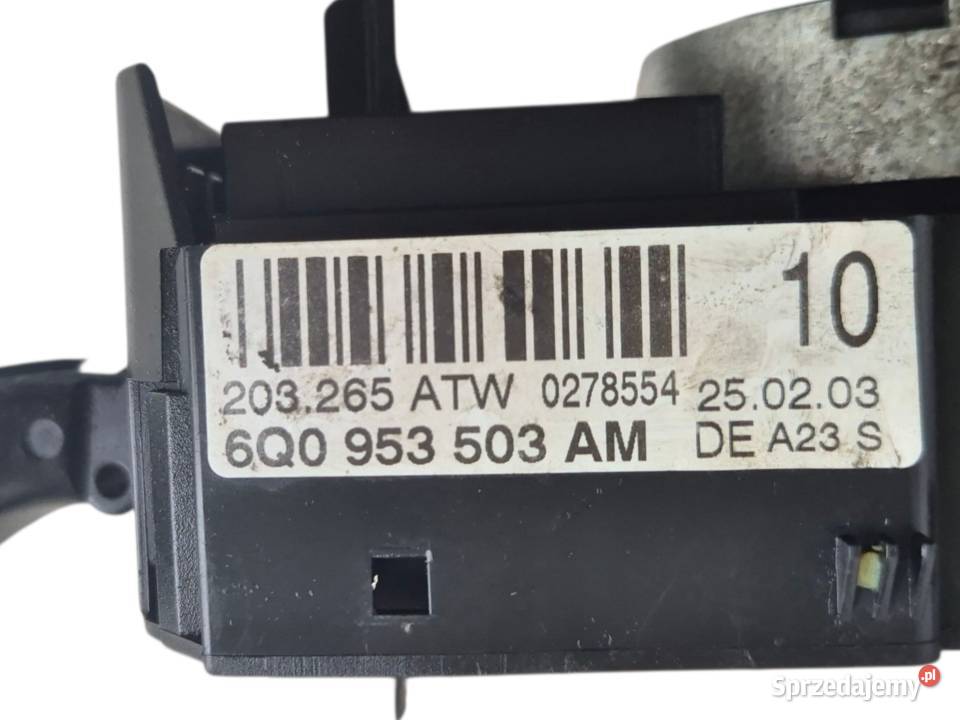 10
203.265 ATW 0278554 25.02.03
6Q0 953 503 AM DE A23 S
Sprzedajemy.pl